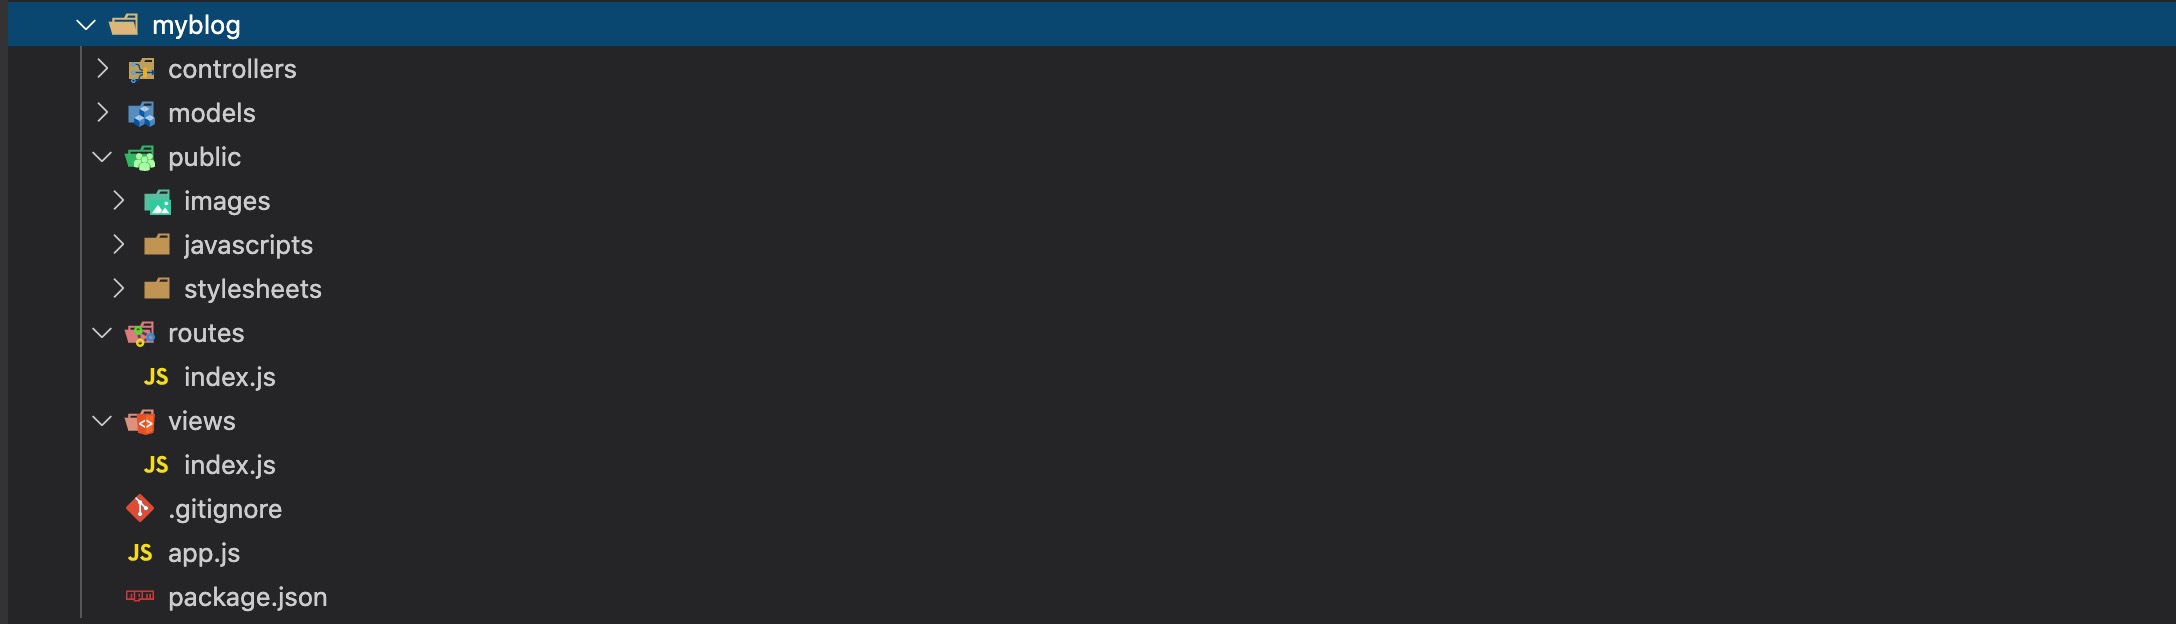 myblog
controllers
models
public
images
javascripts
stylesheets
routes
JS index.js
views
JS index.js
.gitignore
JS app.js
package.json